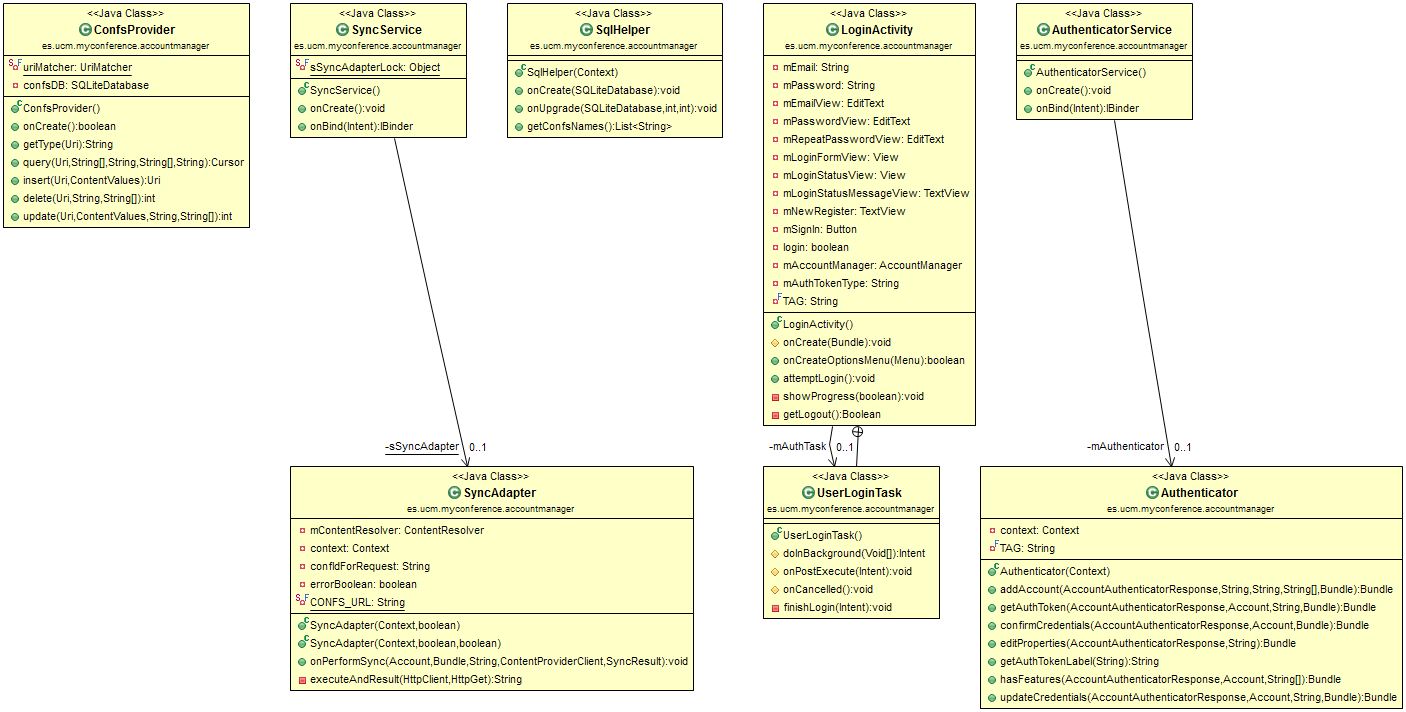 <<Java Class>>
ConfsProvider
es.ucm.myconference.accountmanager
uriMatcher: UriMatcher
confsDB: SQLiteDatabase
ConfsProvider()
onCreate():boolean
getType(Uri):String
query(Uri,String[],String,String[],String):Cursor
insert(Uri,ContentValues):Uri
delete(Uri,String,String[]):int
update(Uri,ContentValues,String,String[]):int
<<Java Class>>
SyncService
es.ucm.myconference.accountmanager
sSyncAdapterLock: Object
SyncService()
onCreate():void
onBind(Intent):IBinder
<<Java Class>>
SqlHelper
es.ucm.myconference.accountmanager
SqlHelper(Context)
onCreate(SQLiteDatabase):void
onUpgrade(SQLiteDatabase,int,int):void
getConfsNames():List<String>
<<Java Class>>
LoginActivity
es.ucm.myconference.accountmanager
mEmail: String
mPassword: String
mEmailView: EditText
mPasswordView: EditText
mRepeatPasswordView: EditText
mLoginFormView: View
mLoginStatusView: View
mLoginStatusMessageView: TextView
mNewRegister: TextView
mSignIn: Button
login: boolean
mAccountManager: AccountManager
mAuthTokenType: String
TAG: String
LoginActivity()
onCreate(Bundle):void
onCreateOptionsMenu(Menu):boolean
attemptLogin():void
showProgress(boolean):void
getLogout():Boolean
<<Java Class>>
AuthenticatorService
es.ucm.myconference.accountmanager
AuthenticatorService()
onCreate():void
onBind(Intent):IBinder
-sSyncAdapter 0..1
-mAuthTask 0..1
-mAuthenticator 0..1
<<Java Class>>
SyncAdapter
es.ucm.myconference.accountmanager
mContentResolver: ContentResolver
context: Context
confIdForRequest: String
errorBoolean: boolean
CONFS_URL: String
SyncAdapter(Context,boolean)
SyncAdapter(Context,boolean,boolean)
onPerformSync(Account,Bundle,String,ContentProviderClient,SyncResult):void
executeAndResult(HttpClient,HttpGet):String
<<Java Class>>
UserLoginTask
es.ucm.myconference.accountmanager
UserLoginTask()
doInBackground(Void[]):Intent
onPostExecute(Intent):void
onCancelled():void
finishLogin(Intent):void
<<Java Class>>
Authenticator
es.ucm.myconference.accountmanager
context: Context
TAG: String
Authenticator(Context)
addAccount(AccountAuthenticatorResponse,String,String,String[],Bundle):Bundle
getAuthToken(AccountAuthenticatorResponse,Account,String,Bundle):Bundle
confirmCredentials(AccountAuthenticatorResponse,Account,Bundle):Bundle
editProperties(AccountAuthenticatorResponse,String):Bundle
getAuthTokenLabel(String):String
hasFeatures(AccountAuthenticatorResponse,Account,String[]):Bundle
updateCredentials(AccountAuthenticatorResponse,Account,String,Bundle):Bundle